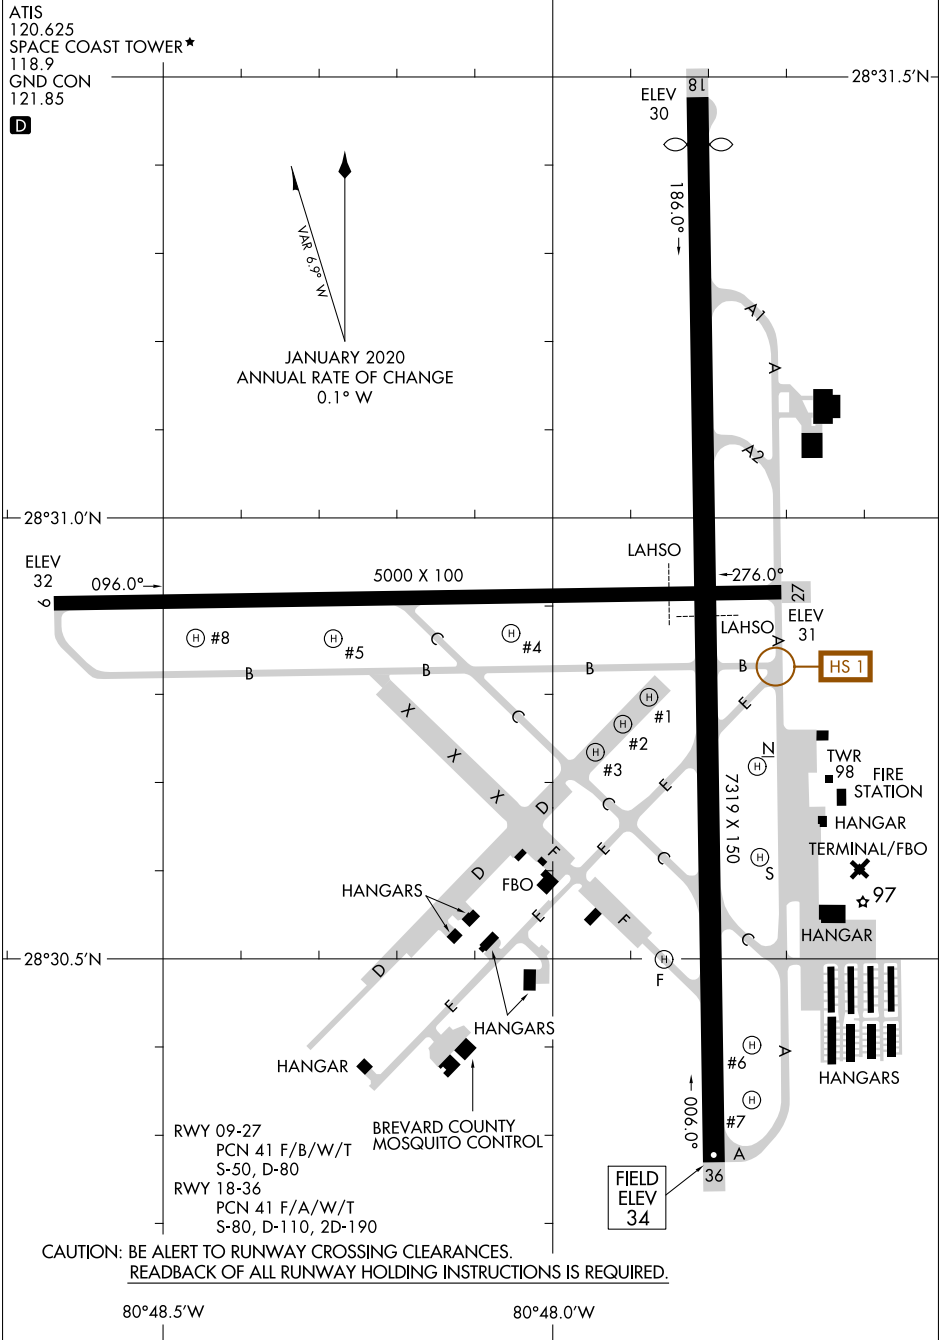 ATIS
120.625
SPACE COAST TOWER★
118.9
GND CON
121.85
D
28°31.5'N
18
ELEV
30
186.0°
VAR 6.9° W
JANUARY 2020
ANNUAL RATE OF CHANGE
0.1° W
A1
A
A2
28°31.0'N
LAHSO
ELEV
32
096.0°
5000 X 100
276.0°
9
27
ELEV
31
LAHSO
A
H #8
H
#5
C
H
#4
B
B
B
B
HS 1
X
C
H
#1
E
H
#2
H
#3
X
N
H
TWR
98
FIRE
STATION
7319 X 150
E
X
D
C
HANGAR
TERMINAL/FBO
E
F
C
H
S
D
FBO
HANGARS
97
E
F
C
HANGAR
28°30.5'N
D
H
F
E
HANGARS
H
#6
A
HANGAR
HANGARS
006.0°
H
#7
BREVARD COUNTY
MOSQUITO CONTROL
A
36
RWY 09-27
PCN 41 F/B/W/T
S-50, D-80
RWY 18-36
PCN 41 F/A/W/T
S-80, D-110, 2D-190
FIELD
ELEV
34
CAUTION: BE ALERT TO RUNWAY CROSSING CLEARANCES.
READBACK OF ALL RUNWAY HOLDING INSTRUCTIONS IS REQUIRED.
80°48.5'W
80°48.0'W